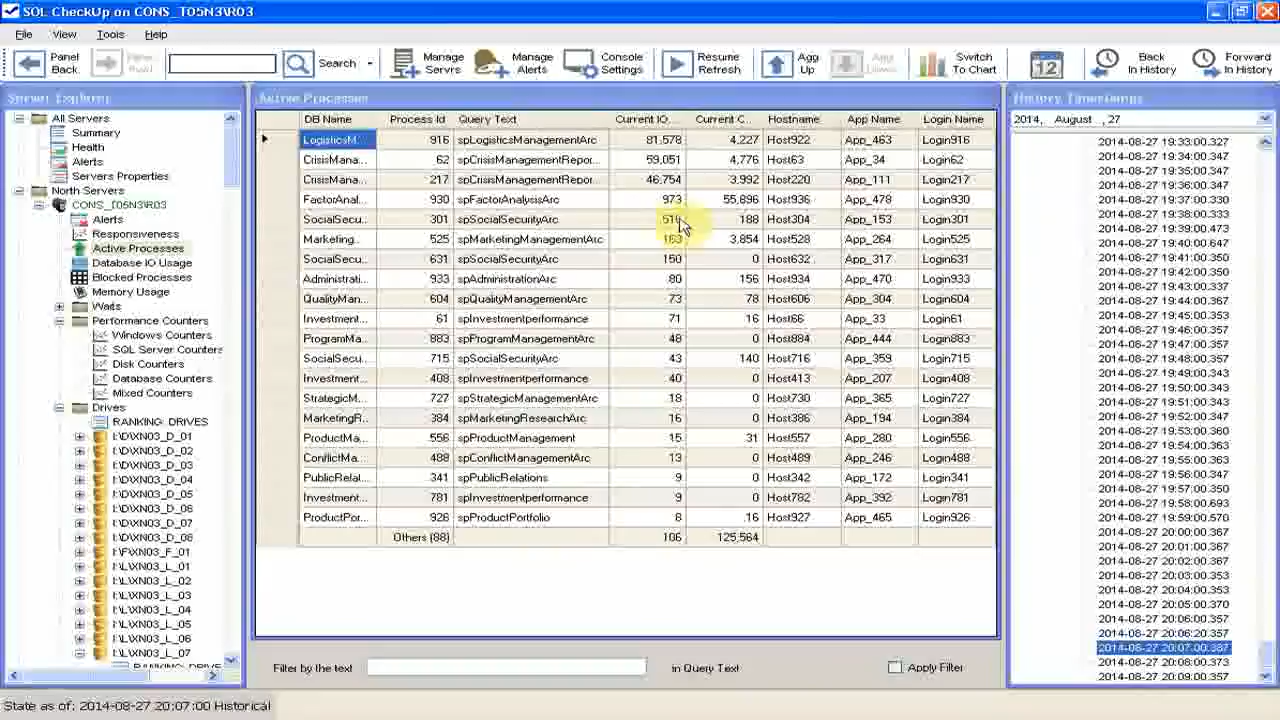 SQL CheckUp on CONS_T05N3\R03
File View Tools Help
Panel Back
Search
Manage Servrs
Manage Alerts
Console Settings
Resume Refresh
Agg Up
12
Switch To Chart
Back In History
Forward In History
Server Explorer
All Servers
Summary
Health
Alerts
Servers Properties
North Servers
CONS_T05N3\R03
Alerts
Responsiveness
Active Processes
Database IO Usage
Blocked Processes
Memory Usage
Waits
Performance Counters
Windows Counters
SQL Server Counters
Disk Counters
Database Counters
Mixed Counters
Drives
RANKING_DRIVES
I:\D\XN03_D_01
I:\D\XN03_D_02
I:\D\XN03_D_03
I:\D\XN03_D_04
I:\D\XN03_D_05
I:\D\XN03_D_06
I:\D\XN03_D_07
I:\D\XN03_D_08
I:\F\XN03_F_01
I:\L\XN03_L_01
I:\L\XN03_L_02
I:\L\XN03_L_03
I:\L\XN03_L_04
I:\L\XN03_L_05
I:\L\XN03_L_06
I:\L\XN03_L_07
Active Processes
DB Name Process Id Query Text Current IO... Current C... Hostname App Name Login Name
LogisticsM... 916 spLogisticsManagementArc 81,578 4,227 Host922 App_463 Login916
CrisisMana... 62 spCrisisManagementRepor... 59,051 4,776 Host63 App_34 Login62
CrisisMana... 217 spCrisisManagementRepor... 46,754 3,932 Host220 App_111 Login217
FactorAnal... 930 spFactorAnalysisArc 973 55,896 Host936 App_478 Login930
SocialSecu... 301 spSocialSecurityArc 188 Host304 App_153 Login301
Marketing... 525 spMarketingManagementArc 163 3,854 Host528 App_264 Login525
SocialSecu... 631 spSocialSecurityArc 150 0 Host632 App_317 Login631
Administrati... 933 spAdministrationArc 80 156 Host934 App_470 Login933
QualityMan... 604 spQualityManagementArc 73 78 Host606 App_304 Login604
Investment... 61 spInvestmentperformance 71 16 Host66 App_33 Login61
ProgramMa... 883 spProgramManagementArc 48 0 Host884 App_444 Login883
SocialSecu... 715 spSocialSecurityArc 43 140 Host716 App_359 Login715
Investment... 408 spInvestmentperformance 40 0 Host413 App_207 Login408
StrategicM... 727 spStrategicManagementArc 18 0 Host730 App_365 Login727
MarketingR... 384 spMarketingResearchArc 16 0 Host386 App_194 Login384
ProductMa... 556 spProductManagement 15 31 Host557 App_280 Login556
ConflictMa... 488 spConflictManagementArc 13 0 Host489 App_246 Login488
PublicRelat... 341 spPublicRelations 9 0 Host342 App_172 Login341
Investment... 781 spInvestmentperformance 9 0 Host782 App_392 Login781
ProductPor... 926 spProductPortfolio 8 16 Host927 App_465 Login926
Others (88) 106 125,564
Filter by the text in Query Text Apply Filter
History Timestamps
2014, August , 27
2014-08-27 19:33:00.327
2014-08-27 19:34:00.347
2014-08-27 19:35:00.347
2014-08-27 19:36:00.347
2014-08-27 19:37:00.347
2014-08-27 19:38:00.333
2014-08-27 19:39:00.473
2014-08-27 19:40:00.647
2014-08-27 19:41:00.350
2014-08-27 19:42:00.350
2014-08-27 19:43:00.337
2014-08-27 19:44:00.367
2014-08-27 19:45:00.353
2014-08-27 19:46:00.357
2014-08-27 19:47:00.357
2014-08-27 19:48:00.357
2014-08-27 19:49:00.343
2014-08-27 19:50:00.343
2014-08-27 19:51:00.343
2014-08-27 19:52:00.347
2014-08-27 19:53:00.360
2014-08-27 19:54:00.363
2014-08-27 19:55:00.363
2014-08-27 19:56:00.347
2014-08-27 19:57:00.350
2014-08-27 19:58:00.693
2014-08-27 19:59:00.570
2014-08-27 20:00:00.367
2014-08-27 20:01:00.367
2014-08-27 20:02:00.367
2014-08-27 20:03:00.353
2014-08-27 20:04:00.353
2014-08-27 20:05:00.370
2014-08-27 20:06:00.357
2014-08-27 20:06:20.357
2014-08-27 20:07:00.387
2014-08-27 20:08:00.373
2014-08-27 20:09:00.357
State as of: 2014-08-27 20:07:00 Historical